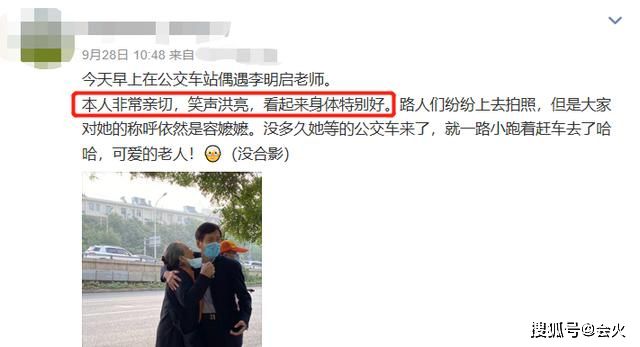 9月28日 10:48 来自
今天早上在公交车站偶遇李明启老师。
本人非常亲切,笑声洪亮,看起来身体特别好。路人们纷纷上去拍照,但是大家
对她的称呼依然是容嬷嬷。没多久她等的公交车来了,就一路小跑着赶车去了哈
哈,可爱的老人!(没合影)
搜狐号@会火